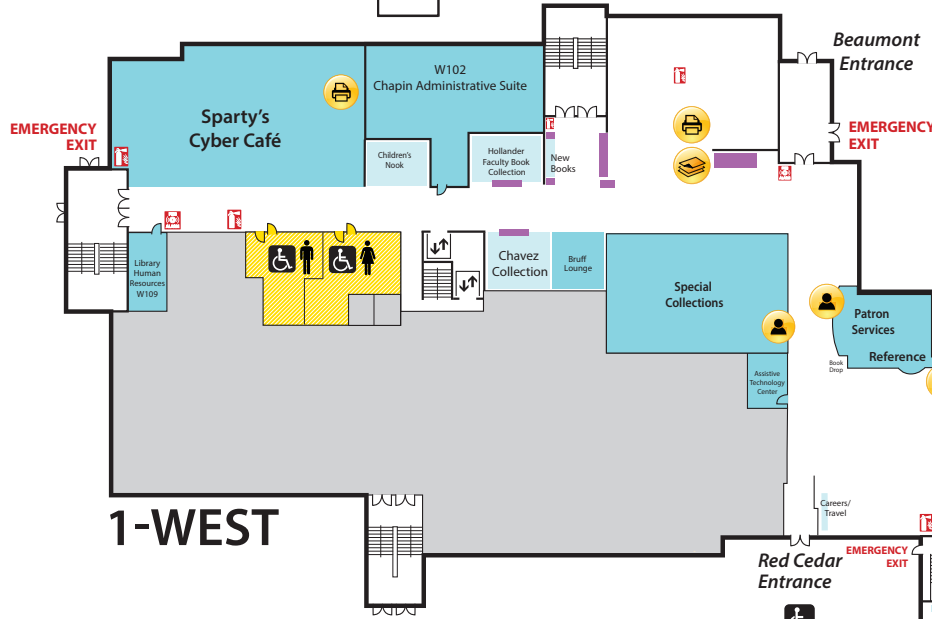 Beaumont
Entrance
W102
Chapin Administrative Suite
Sparty's
Cyber Café
EMERGENCY
EXIT
EMERGENCY
EXIT
Children's
Nook
Hollander
Faculty Book
Collection
New
Books
Library
Human
Resources
W109
Chavez
Collection
Bruff
Lounge
Special
Collections
Patron
Services
Reference
Book
Drop
Assistive
Technology
Center
Careers/
Travel
1-WEST
Red Cedar
Entrance
EMERGENCY
EXIT